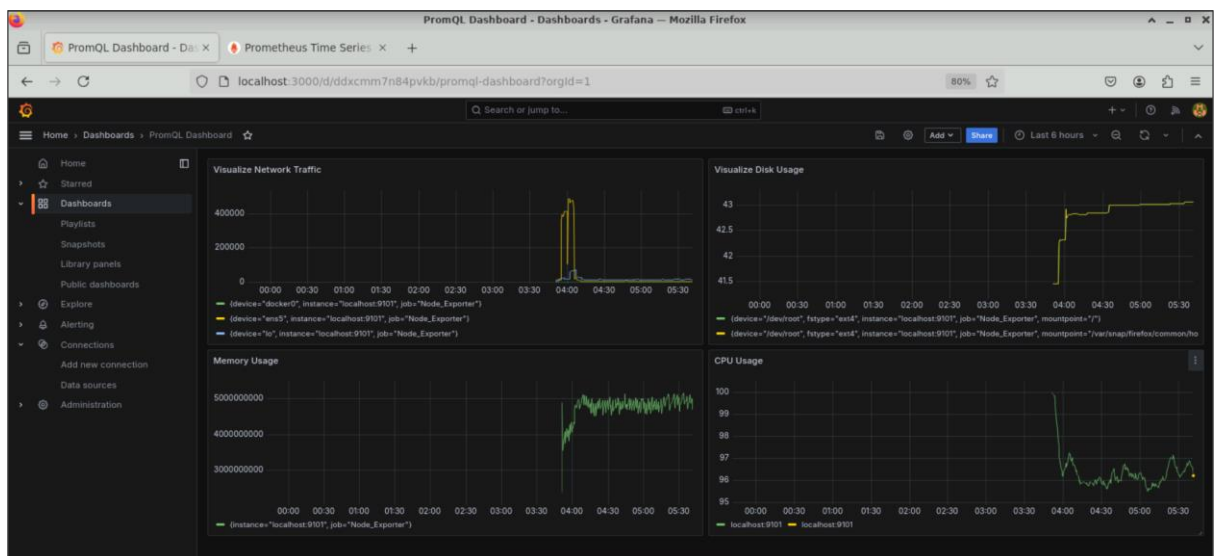 PromQL Dashboard - Dashboards - Grafana — Mozilla Firefox
PromQL Dashboard - Das
Prometheus Time Series
localhost:3000/d/ddxcmm7n84pvkb/promql-dashboard?orgId=1
80%
Search or jump to...
ctrl+k
Home › Dashboards › PromQL Dashboard
Add
Share
Last 6 hours
Home
Starred
Dashboards
Playlists
Snapshots
Library panels
Public dashboards
Explore
Alerting
Connections
Add new connection
Data sources
Administration
Visualize Network Traffic
400000
200000
0
00:00 00:30 01:00 01:30 02:00 02:30 03:00 03:30 04:00 04:30 05:00 05:30
{device="docker0", instance="localhost:9101", job="Node_Exporter"}
{device="ens5", instance="localhost:9101", job="Node_Exporter"}
{device="lo", instance="localhost:9101", job="Node_Exporter"}
Visualize Disk Usage
43
42.5
42
41.5
00:00 00:30 01:00 01:30 02:00 02:30 03:00 03:30 04:00 04:30 05:00 05:30
{device="/dev/root", fstype="ext4", instance="localhost:9101", job="Node_Exporter", mountpoint="/"}
{device="/dev/root", fstype="ext4", instance="localhost:9101", job="Node_Exporter", mountpoint="/var/snap/firefox/common/ho
Memory Usage
5000000000
4000000000
3000000000
00:00 00:30 01:00 01:30 02:00 02:30 03:00 03:30 04:00 04:30 05:00 05:30
{instance="localhost:9101", job="Node_Exporter"}
CPU Usage
100
99
98
97
96
95
00:00 00:30 01:00 01:30 02:00 02:30 03:00 03:30 04:00 04:30 05:00 05:30
localhost:9101 localhost:9101